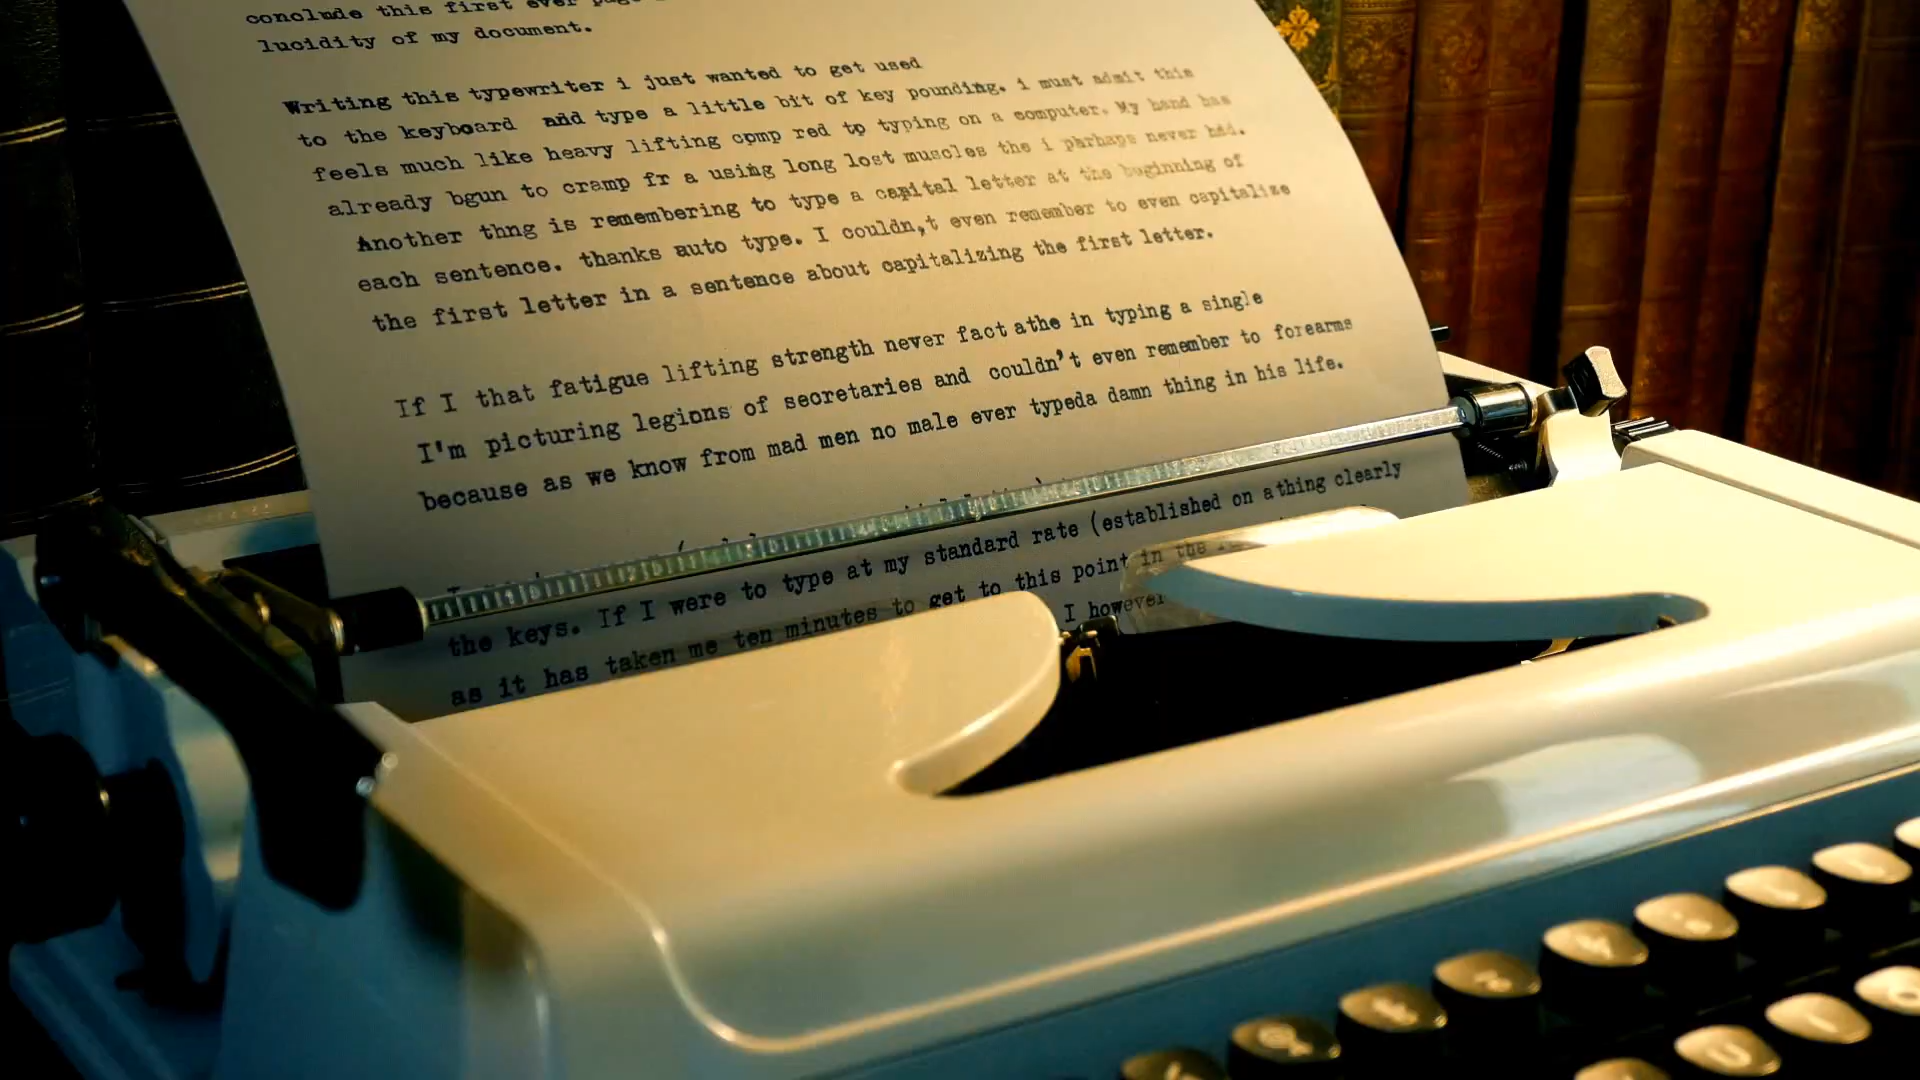 conclude this first ever page
lucidity of my document.
Writing this typewriter i just wanted to get used
to the keyboard add type a little bit of key pounding. i must admit this
feels much like heavy lifting comp red to typing on a computer. My hand has
already bgun to cramp fr a using long lost muscles the i parhaps never had.
Another thng is remembering to type a capital letter at the beginning of
each sentence. thanks auto type. I couldn,t even remember to even capitalize
the first letter in a sentence about capitalizing the first letter.
If I that fatigue lifting strength never fact athe in typing a single
I'm picturing legions of secretaries and couldn't even remember to forearms
because as we know from mad men no male ever typeda damn thing in his life.
the keys. If I were to type at my standard rate (established on athing clearly
as it has taken me ten minutes to get to this point in the
I however